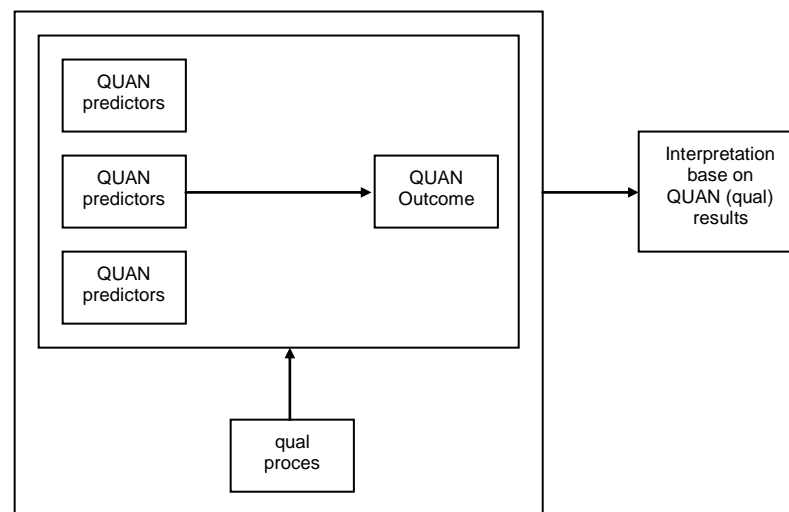 QUAN
predictors
QUAN
predictors
QUAN
Outcome
QUAN
predictors
qual
proces
Interpretation
base on
QUAN (qual)
results